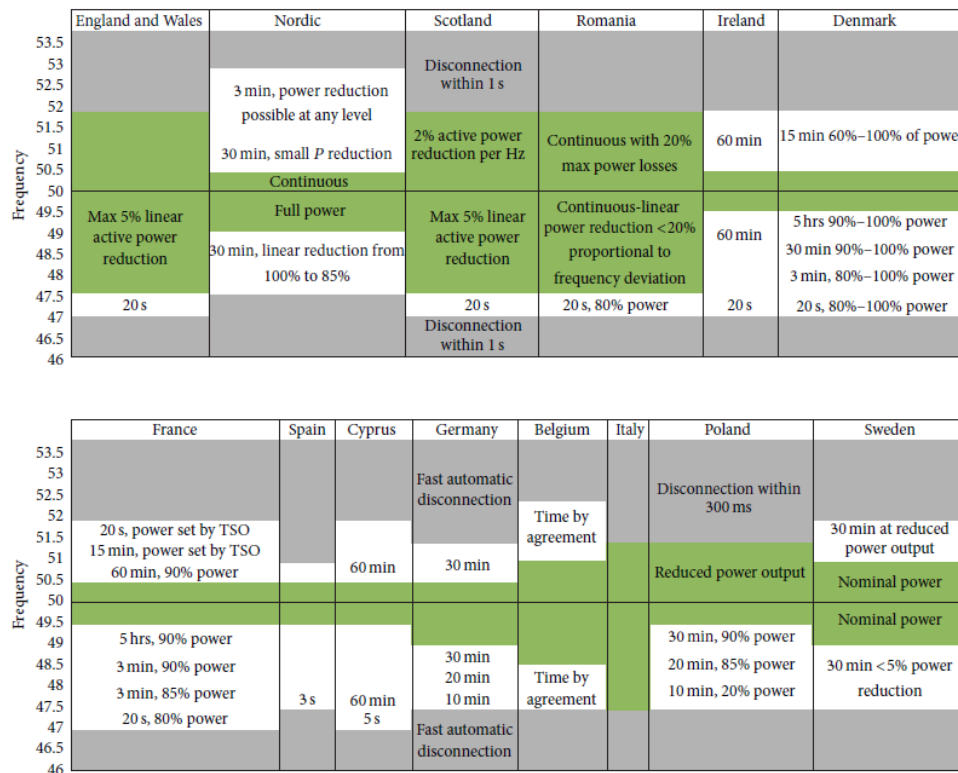 England and Wales Nordic Scotland Romania Ireland Denmark
Frequency
53.5
53
52.5
52
51.5
51
50.5
50
49.5
49
48.5
48
47.5
47
46.5
46
Max 5% linear
active power
reduction
20 s
3 min, power reduction
possible at any level
30 min, small P reduction
Continuous
Full power
30 min, linear reduction from
100% to 85%
Disconnection
within 1 s
2% active power
reduction per Hz
Max 5% linear
active power
reduction
20 s
Disconnection
within 1 s
Continuous with 20%
max power losses
Continuous-linear
power reduction <20%
proportional to
frequency deviation
20 s, 80% power
60 min
60 min
20 s
15 min 60%–100% of powe
5 hrs 90%–100% power
30 min 90%–100% power
3 min, 80%–100% power
20 s, 80%–100% power
France Spain Cyprus Germany Belgium Italy Poland Sweden
Frequency
53.5
53
52.5
52
51.5
51
50.5
50
49.5
49
48.5
48
47.5
47
46.5
46
20 s, power set by TSO
15 min, power set by TSO
60 min, 90% power
5 hrs, 90% power
3 min, 90% power
3 min, 85% power
20 s, 80% power
3 s
60 min
60 min
5 s
Fast automatic
disconnection
30 min
30 min
20 min
10 min
Fast automatic
disconnection
Time by
agreement
Time by
agreement
Disconnection within
300 ms
Reduced power output
30 min, 90% power
20 min, 85% power
10 min, 20% power
30 min at reduced
power output
Nominal power
Nominal power
30 min <5% power
reduction